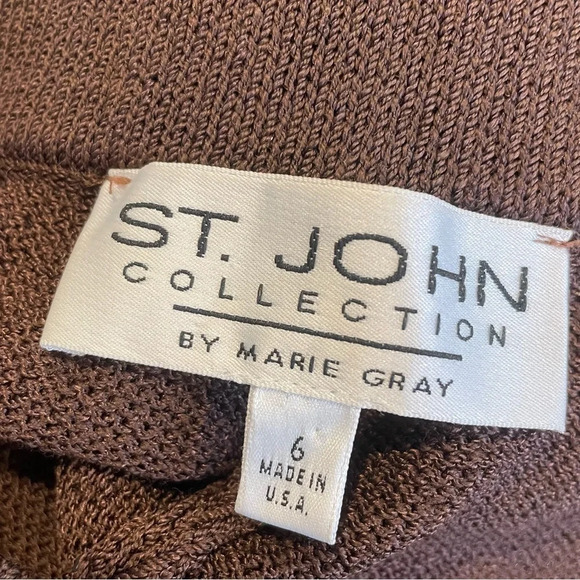 ST. JOHN
COLLECTION
BY MARIE GRAY
6
MADE IN
U.S.A.